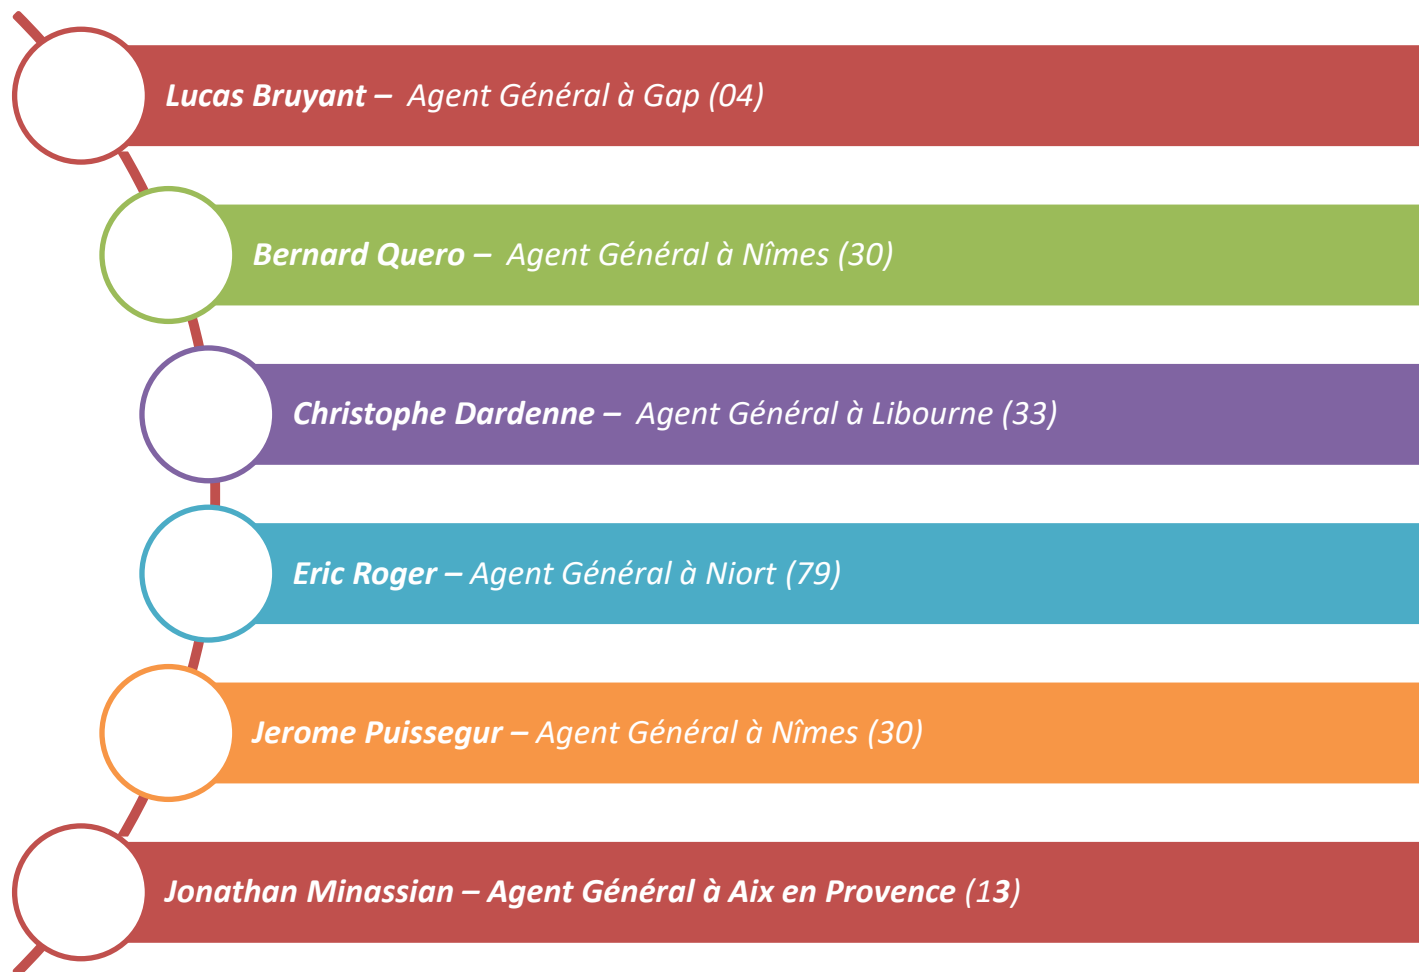 Lucas Bruyant – Agent Général à Gap (04)
Bernard Quero – Agent Général à Nîmes (30)
Christophe Dardenne – Agent Général à Libourne (33)
Eric Roger – Agent Général à Niort (79)
Jerome Puissegur – Agent Général à Nîmes (30)
Jonathan Minassian – Agent Général à Aix en Provence (13)